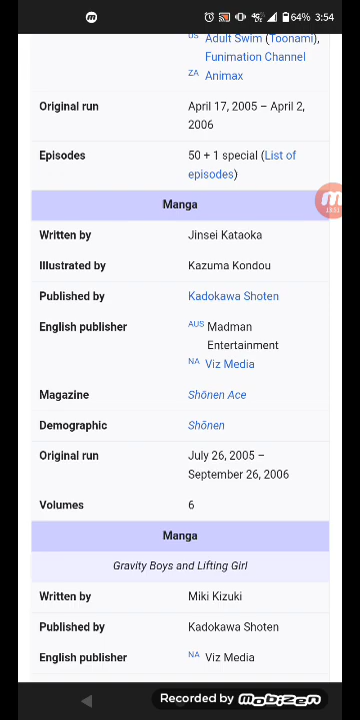 64% 3:54
US Adult Swim (Toonami),
Funimation Channel
ZA Animax
Original run April 17, 2005 – April 2,
2006
Episodes 50 + 1 special (List of
episodes)
Manga
Written by Jinsei Kataoka
Illustrated by Kazuma Kondou
Published by Kadokawa Shoten
English publisher AUS Madman
Entertainment
NA Viz Media
Magazine Shōnen Ace
Demographic Shōnen
Original run July 26, 2005 –
September 26, 2006
Volumes 6
Manga
Gravity Boys and Lifting Girl
Written by Miki Kizuki
Published by Kadokawa Shoten
English publisher NA Viz Media
Recorded by mobizen